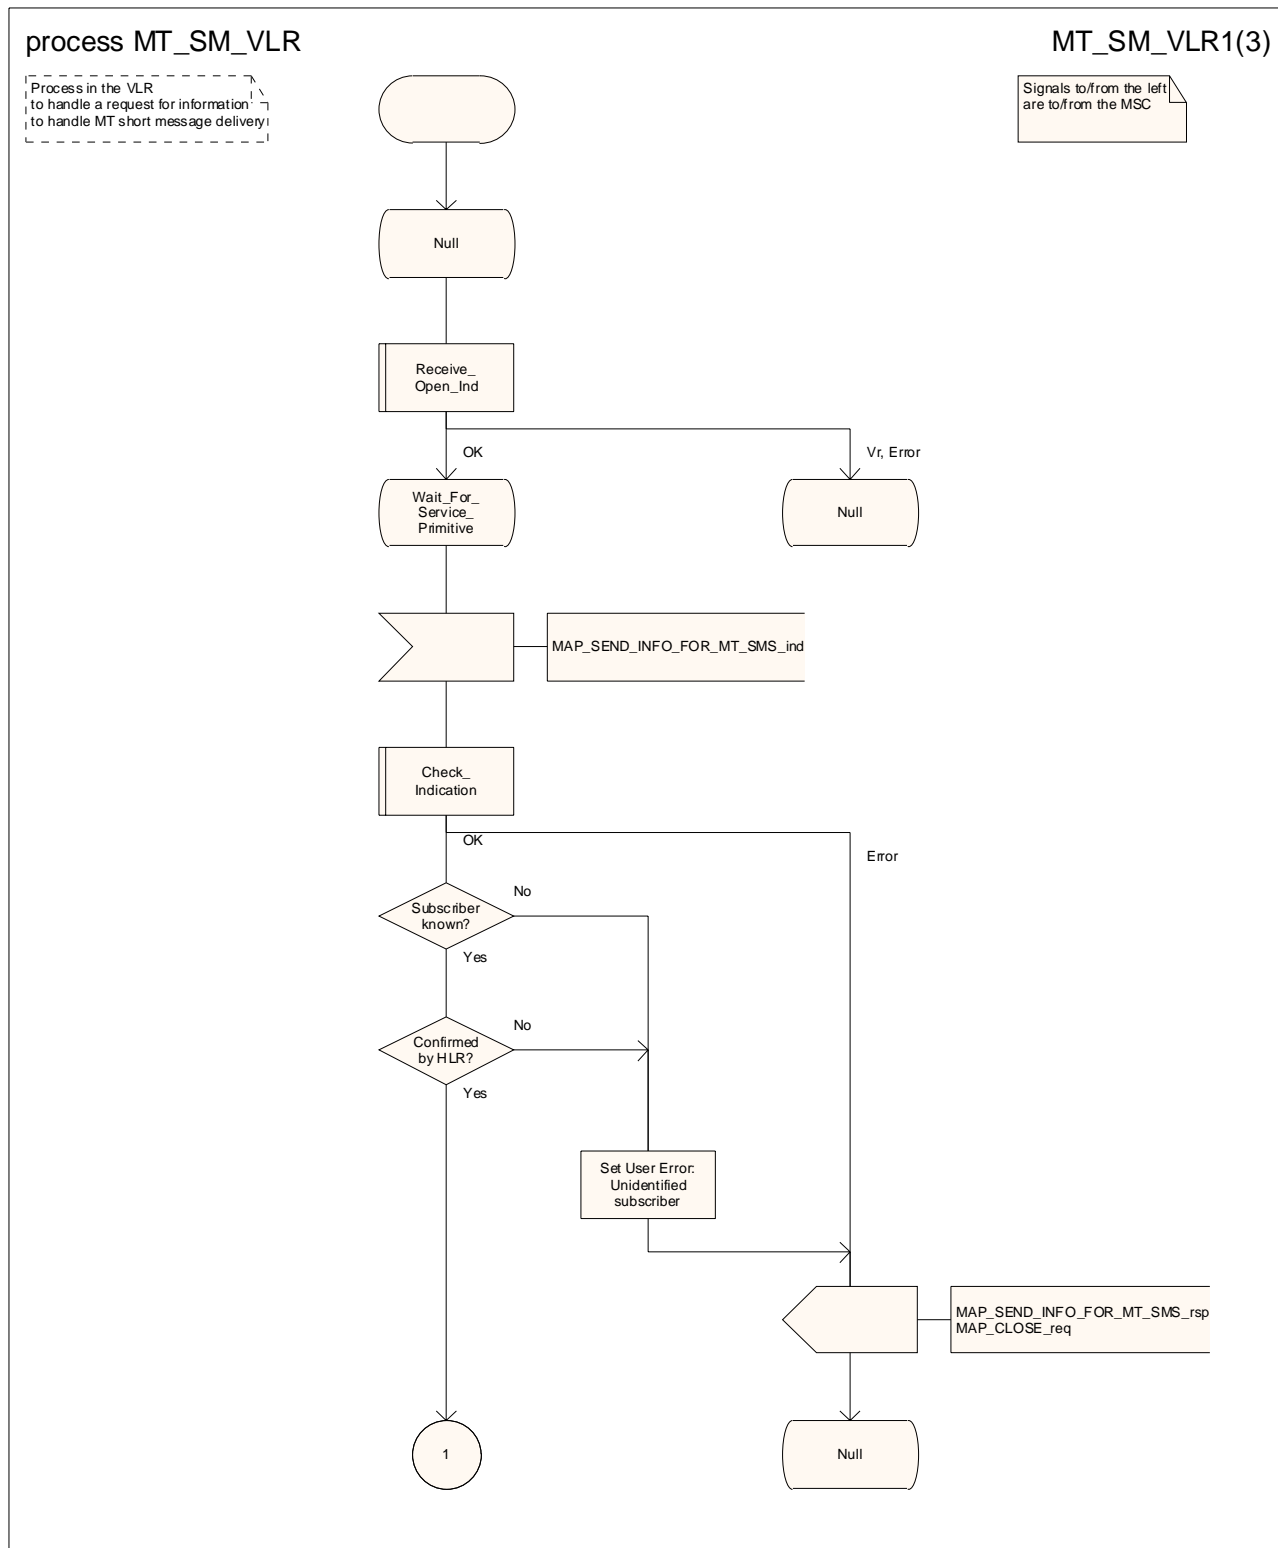 process MT_SM_VLR
MT_SM_VLR1(3)
Process in the VLR
to handle a request for information
to handle MT short message delivery
Signals to/from the left
are to/from the MSC
Null
Receive_
Open_Ind
OK
Vr, Error
Wait_For_
Service_
Primitive
Null
MAP_SEND_INFO_FOR_MT_SMS_ind
Check_
Indication
OK
Error
No
Subscriber
known?
Yes
No
Confirmed
by HLR?
Yes
Set User Error:
Unidentified
subscriber
MAP_SEND_INFO_FOR_MT_SMS_rsp
MAP_CLOSE_req
1
Null